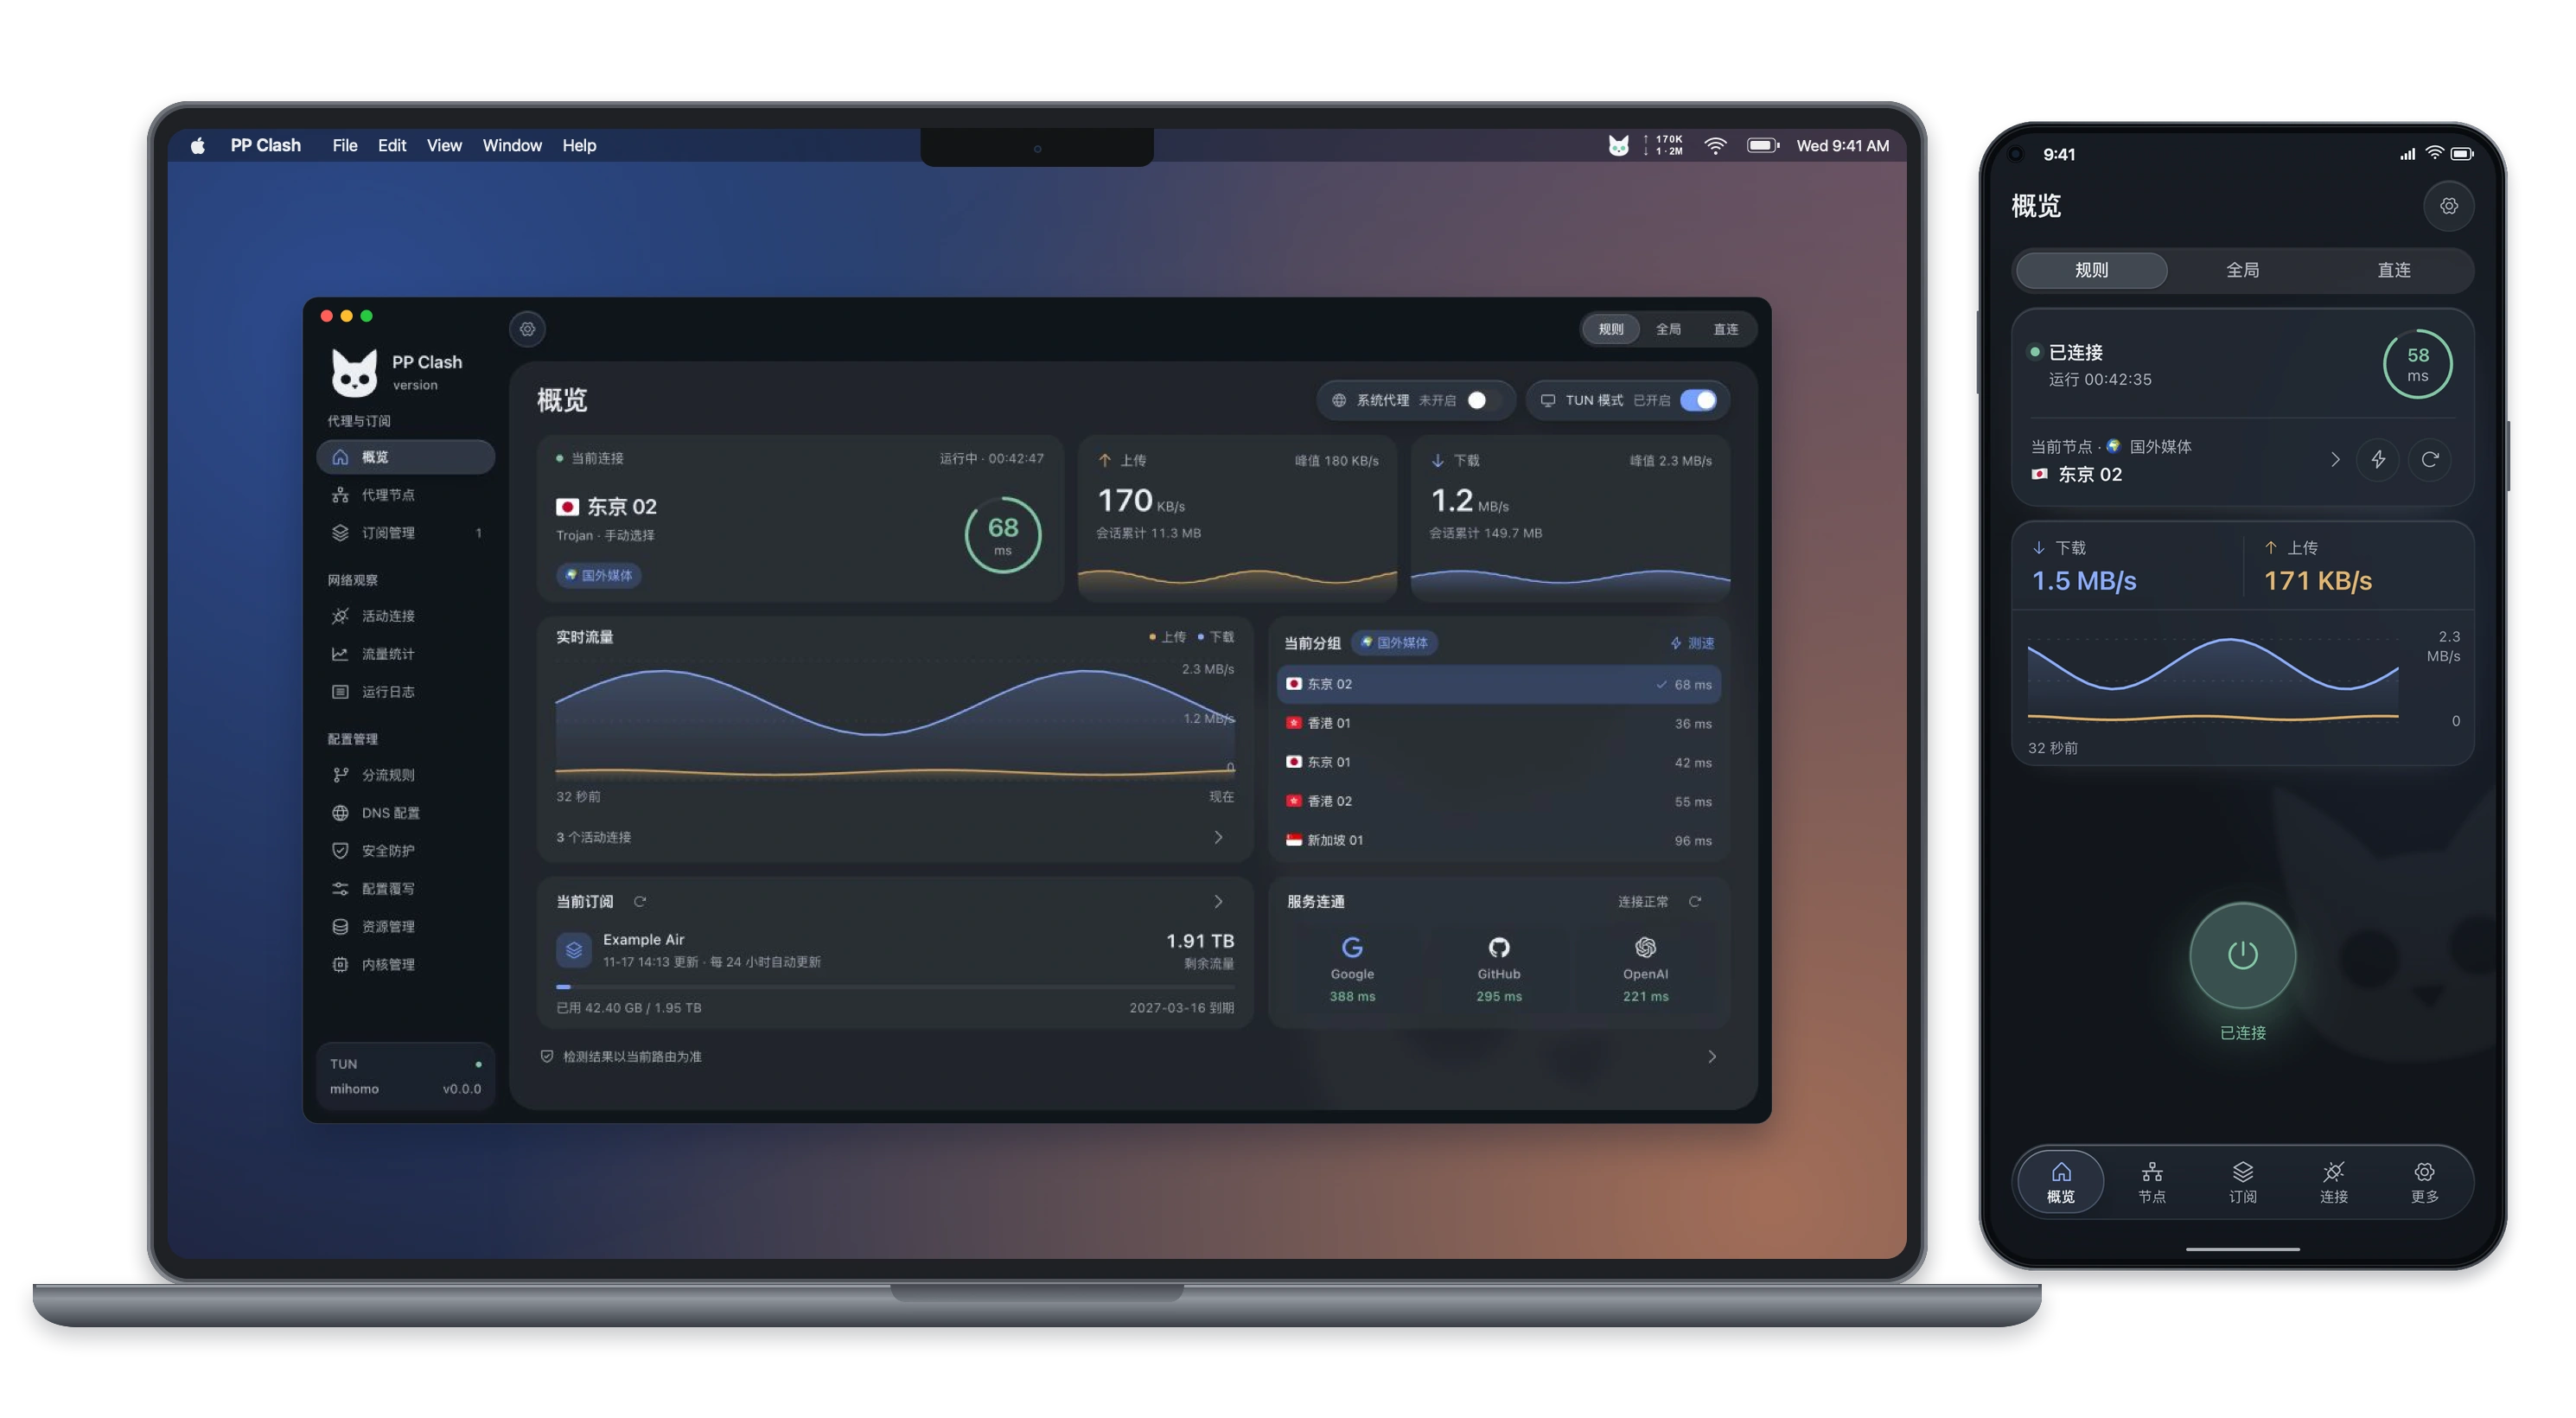 PP Clash File Edit View Window Help
↑ 170K
↓ 1·2M
Wed 9:41 AM
规则 全局 直连
PP Clash
version
代理与订阅
概览
代理节点
订阅管理 1
网络观察
活动连接
流量统计
运行日志
配置管理
分流规则
DNS 配置
安全防护
配置覆写
资源管理
内核管理
TUN
mihomo v0.0.0
概览
系统代理 未开启
TUN 模式 已开启
当前连接 运行中 · 00:42:47
东京 02
Trojan · 手动选择
国外媒体
68
ms
↑ 上传 峰值 180 KB/s
170 KB/s
会话累计 11.3 MB
↓ 下载 峰值 2.3 MB/s
1.2 MB/s
会话累计 149.7 MB
实时流量 上传 下载
2.3 MB/s
1.2 MB/s
0
32 秒前 现在
3 个活动连接
当前分组 国外媒体 测速
东京 02 68 ms
香港 01 36 ms
东京 01 42 ms
香港 02 55 ms
新加坡 01 96 ms
当前订阅
Example Air 1.91 TB
11-17 14:13 更新 · 每 24 小时自动更新 剩余流量
已用 42.40 GB / 1.95 TB 2027-03-16 到期
服务连通 连接正常
Google GitHub OpenAI
388 ms 295 ms 221 ms
检测结果以当前路由为准
9:41
概览
规则 全局 直连
已连接
运行 00:42:35
58
ms
当前节点 · 国外媒体
东京 02
↓ 下载 ↑ 上传
1.5 MB/s 171 KB/s
2.3
MB/s
0
32 秒前
已连接
概览 节点 订阅 连接 更多